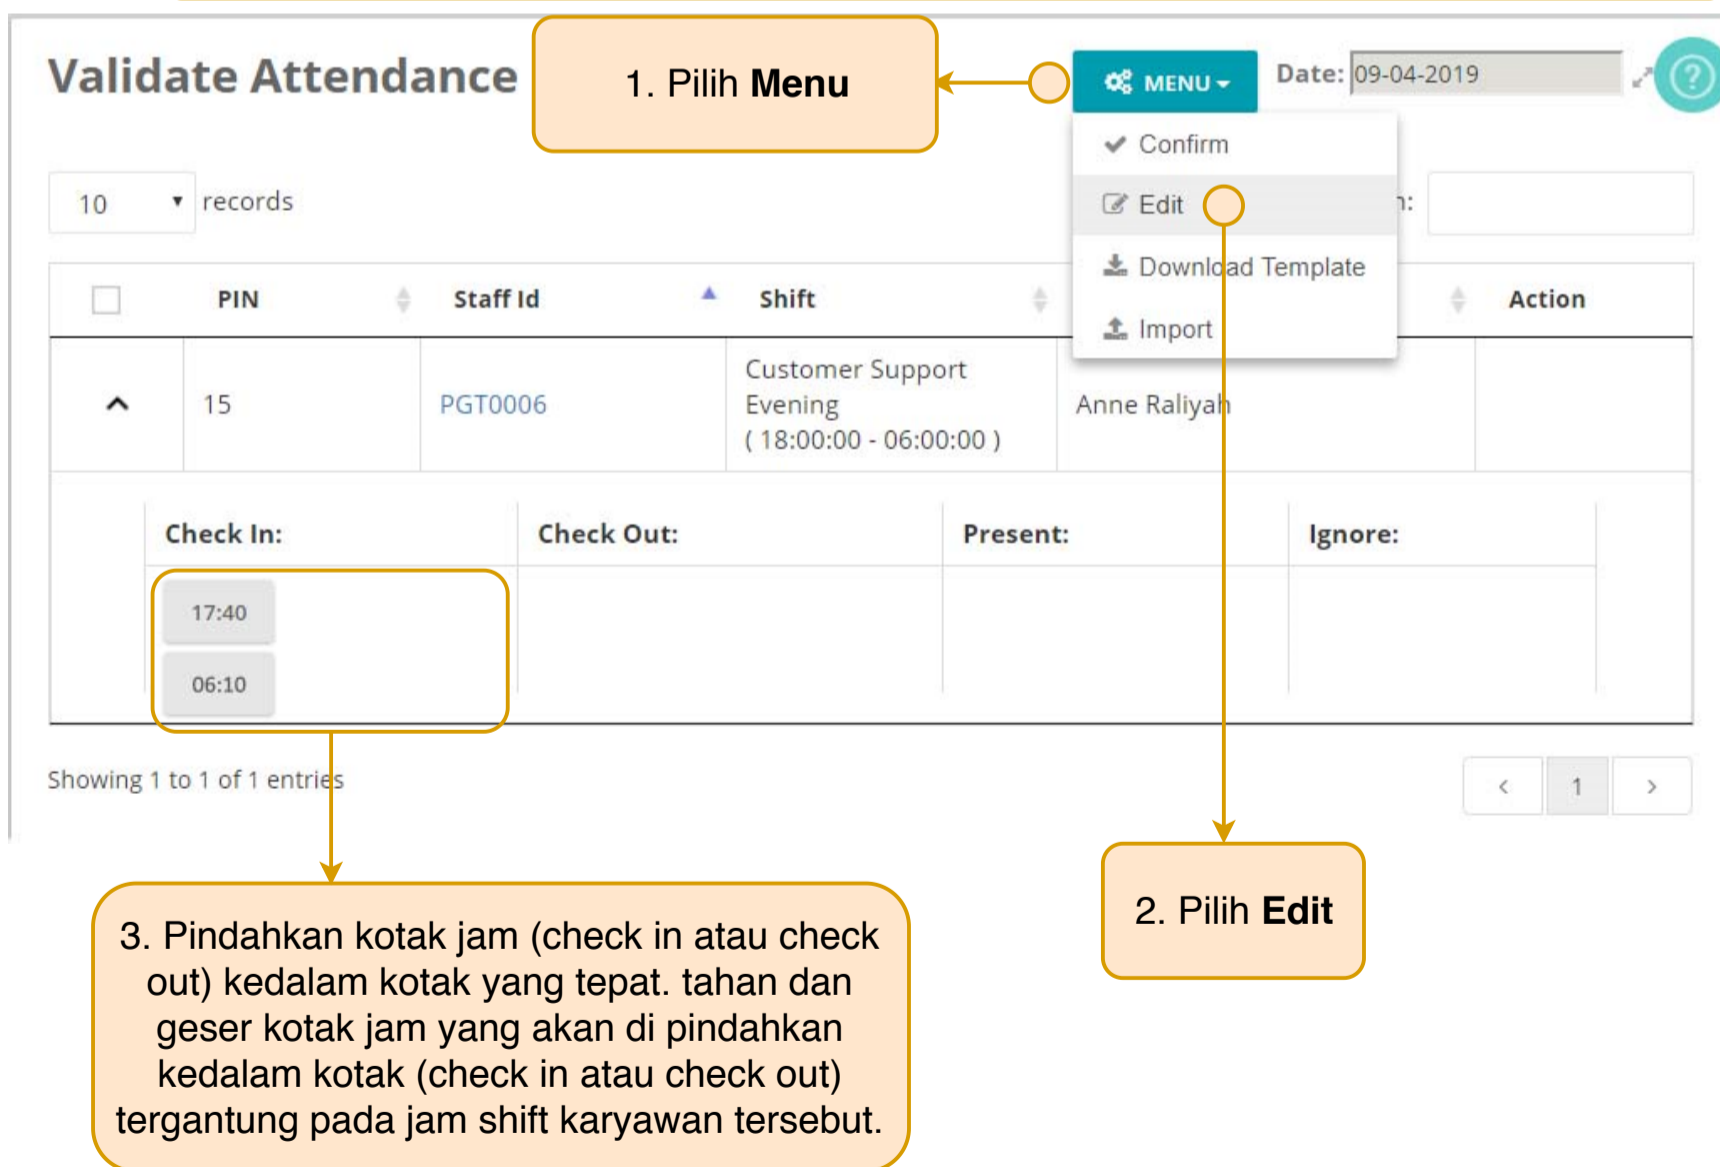 Validate Attendance
1. Pilih Menu
MENU
Date: 09-04-2019
?
Confirm
Edit
Download Template
Import
10 records
PIN Staff Id Shift Action
15 PGT0006 Customer Support
Evening
( 18:00:00 - 06:00:00 )
Anne Raliyah
Check In: Check Out: Present: Ignore:
17:40
06:10
Showing 1 to 1 of 1 entries
< 1 >
2. Pilih Edit
3. Pindahkan kotak jam (check in atau check
out) kedalam kotak yang tepat. tahan dan
geser kotak jam yang akan di pindahkan
kedalam kotak (check in atau check out)
tergantung pada jam shift karyawan tersebut.